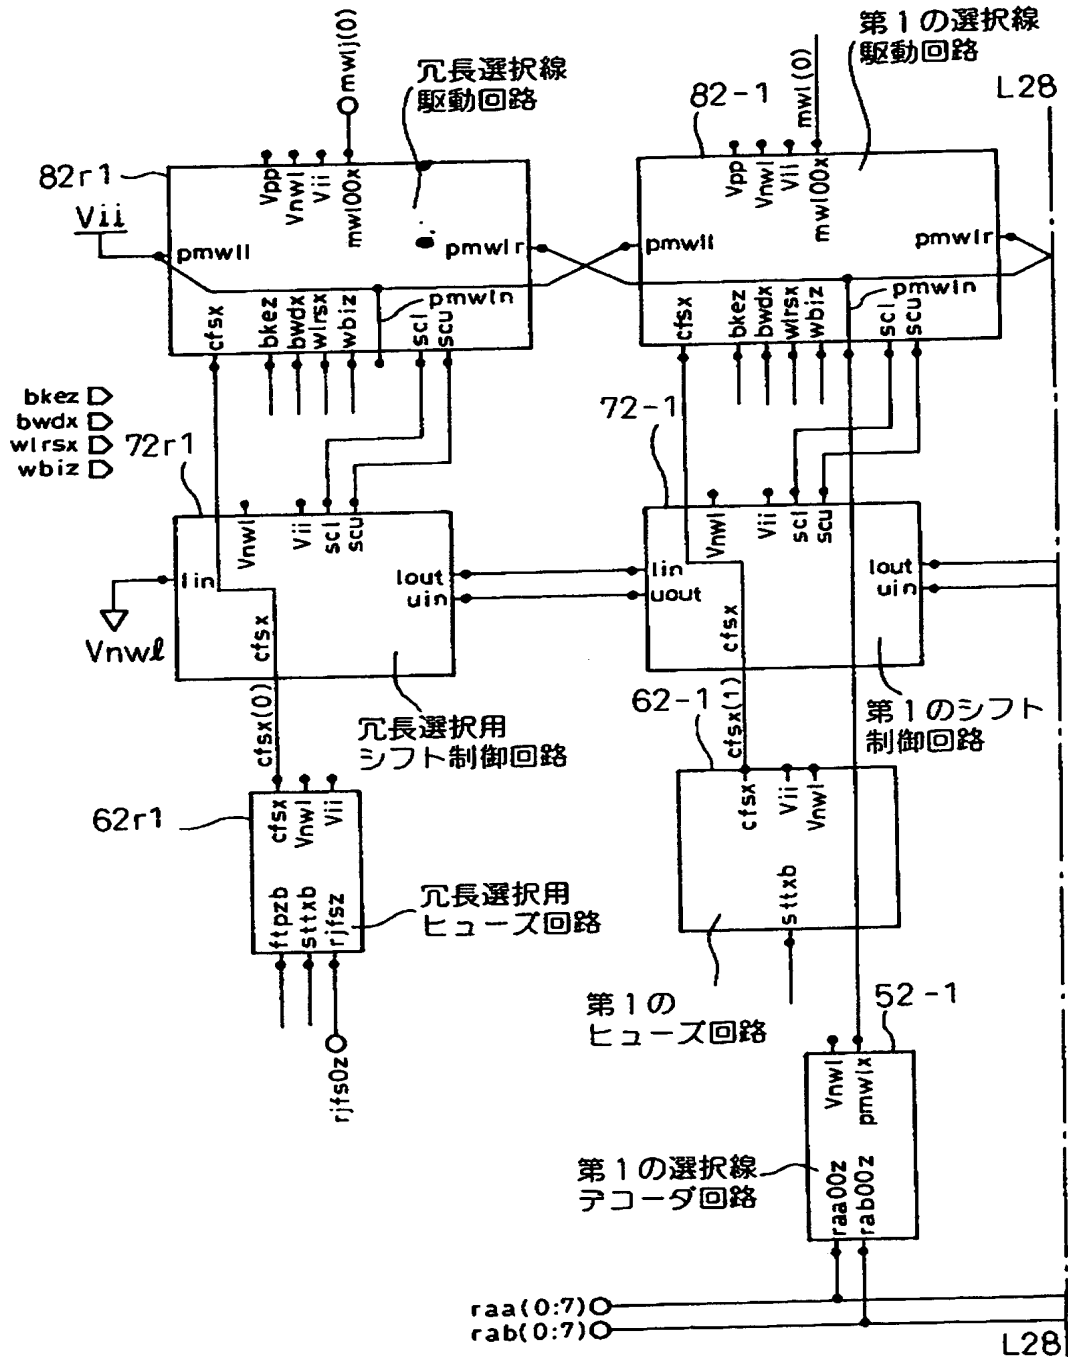 mwlj(0)
冗長選択線
駆動回路
第1の選択線
駆動回路
82-1
mwl(0)
L28
82r1
Vii
Vpp
Vnwl
Vii
mwl00x
pmwll
pmwlr
pmwln
cfsx
bkez
bwdx
wlrsx
wbiz
scl
scu
Vpp
Vnwl
Vii
mwl00x
pmwll
pmwlr
pmwln
cfsx
bkez
bwdx
wlrsx
wbiz
scl
scu
bkez
bwdx
wlrsx
wbiz
72r1
72-1
Vnwl
Vii
scl
scu
lin
lout
uin
cfsx
Vnwl
Vnwl
Vii
scl
scu
lin
uout
lout
uin
cfsx
冗長選択用
シフト制御回路
第1のシフト
制御回路
cfsx(0)
62-1
cfsx(1)
62r1
cfsx
Vnwl
Vii
ftpzb
sttxb
rjfsz
冗長選択用
ヒューズ回路
cfsx
Vii
Vnwl
sttxb
第1の
ヒューズ回路
rjfs0z
52-1
Vnwl
pmwlx
raa00z
rab00z
第1の選択線
デコーダ回路
raa(0:7)
rab(0:7)
L28